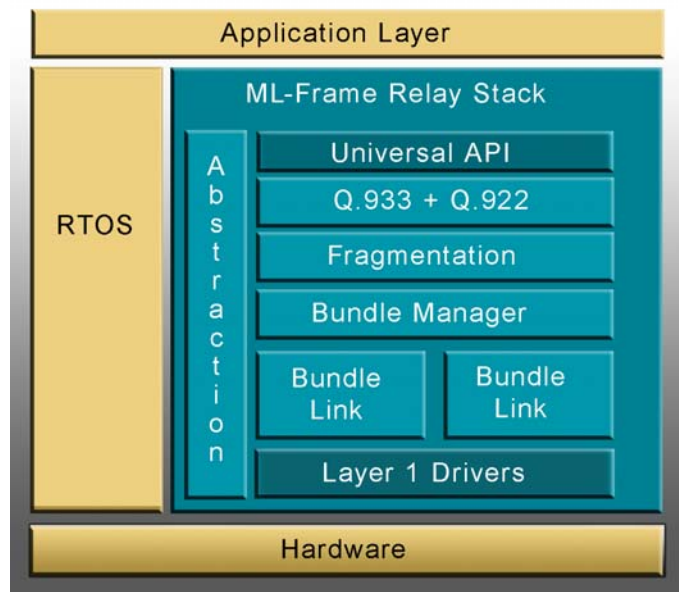 Application Layer
ML-Frame Relay Stack
RTOS
Abstraction
Universal API
Q.933 + Q.922
Fragmentation
Bundle Manager
Bundle
Link
Bundle
Link
Layer 1 Drivers
Hardware